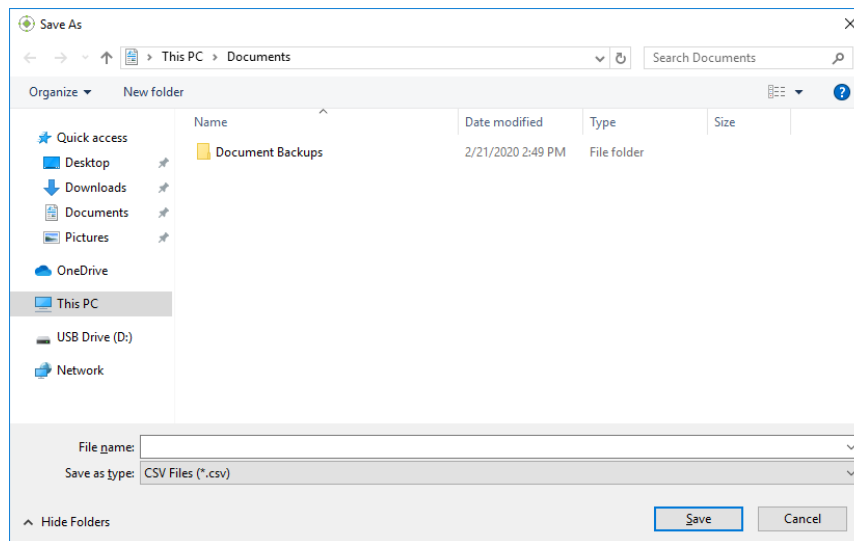 Save As
This PC > Documents
Search Documents
Organize
New folder
?
Name
Date modified
Type
Size
Quick access
Desktop
Downloads
Documents
Pictures
OneDrive
This PC
USB Drive (D:)
Network
Document Backups
2/21/2020 2:49 PM
File folder
File name:
Save as type: CSV Files (*.csv)
Hide Folders
Save
Cancel